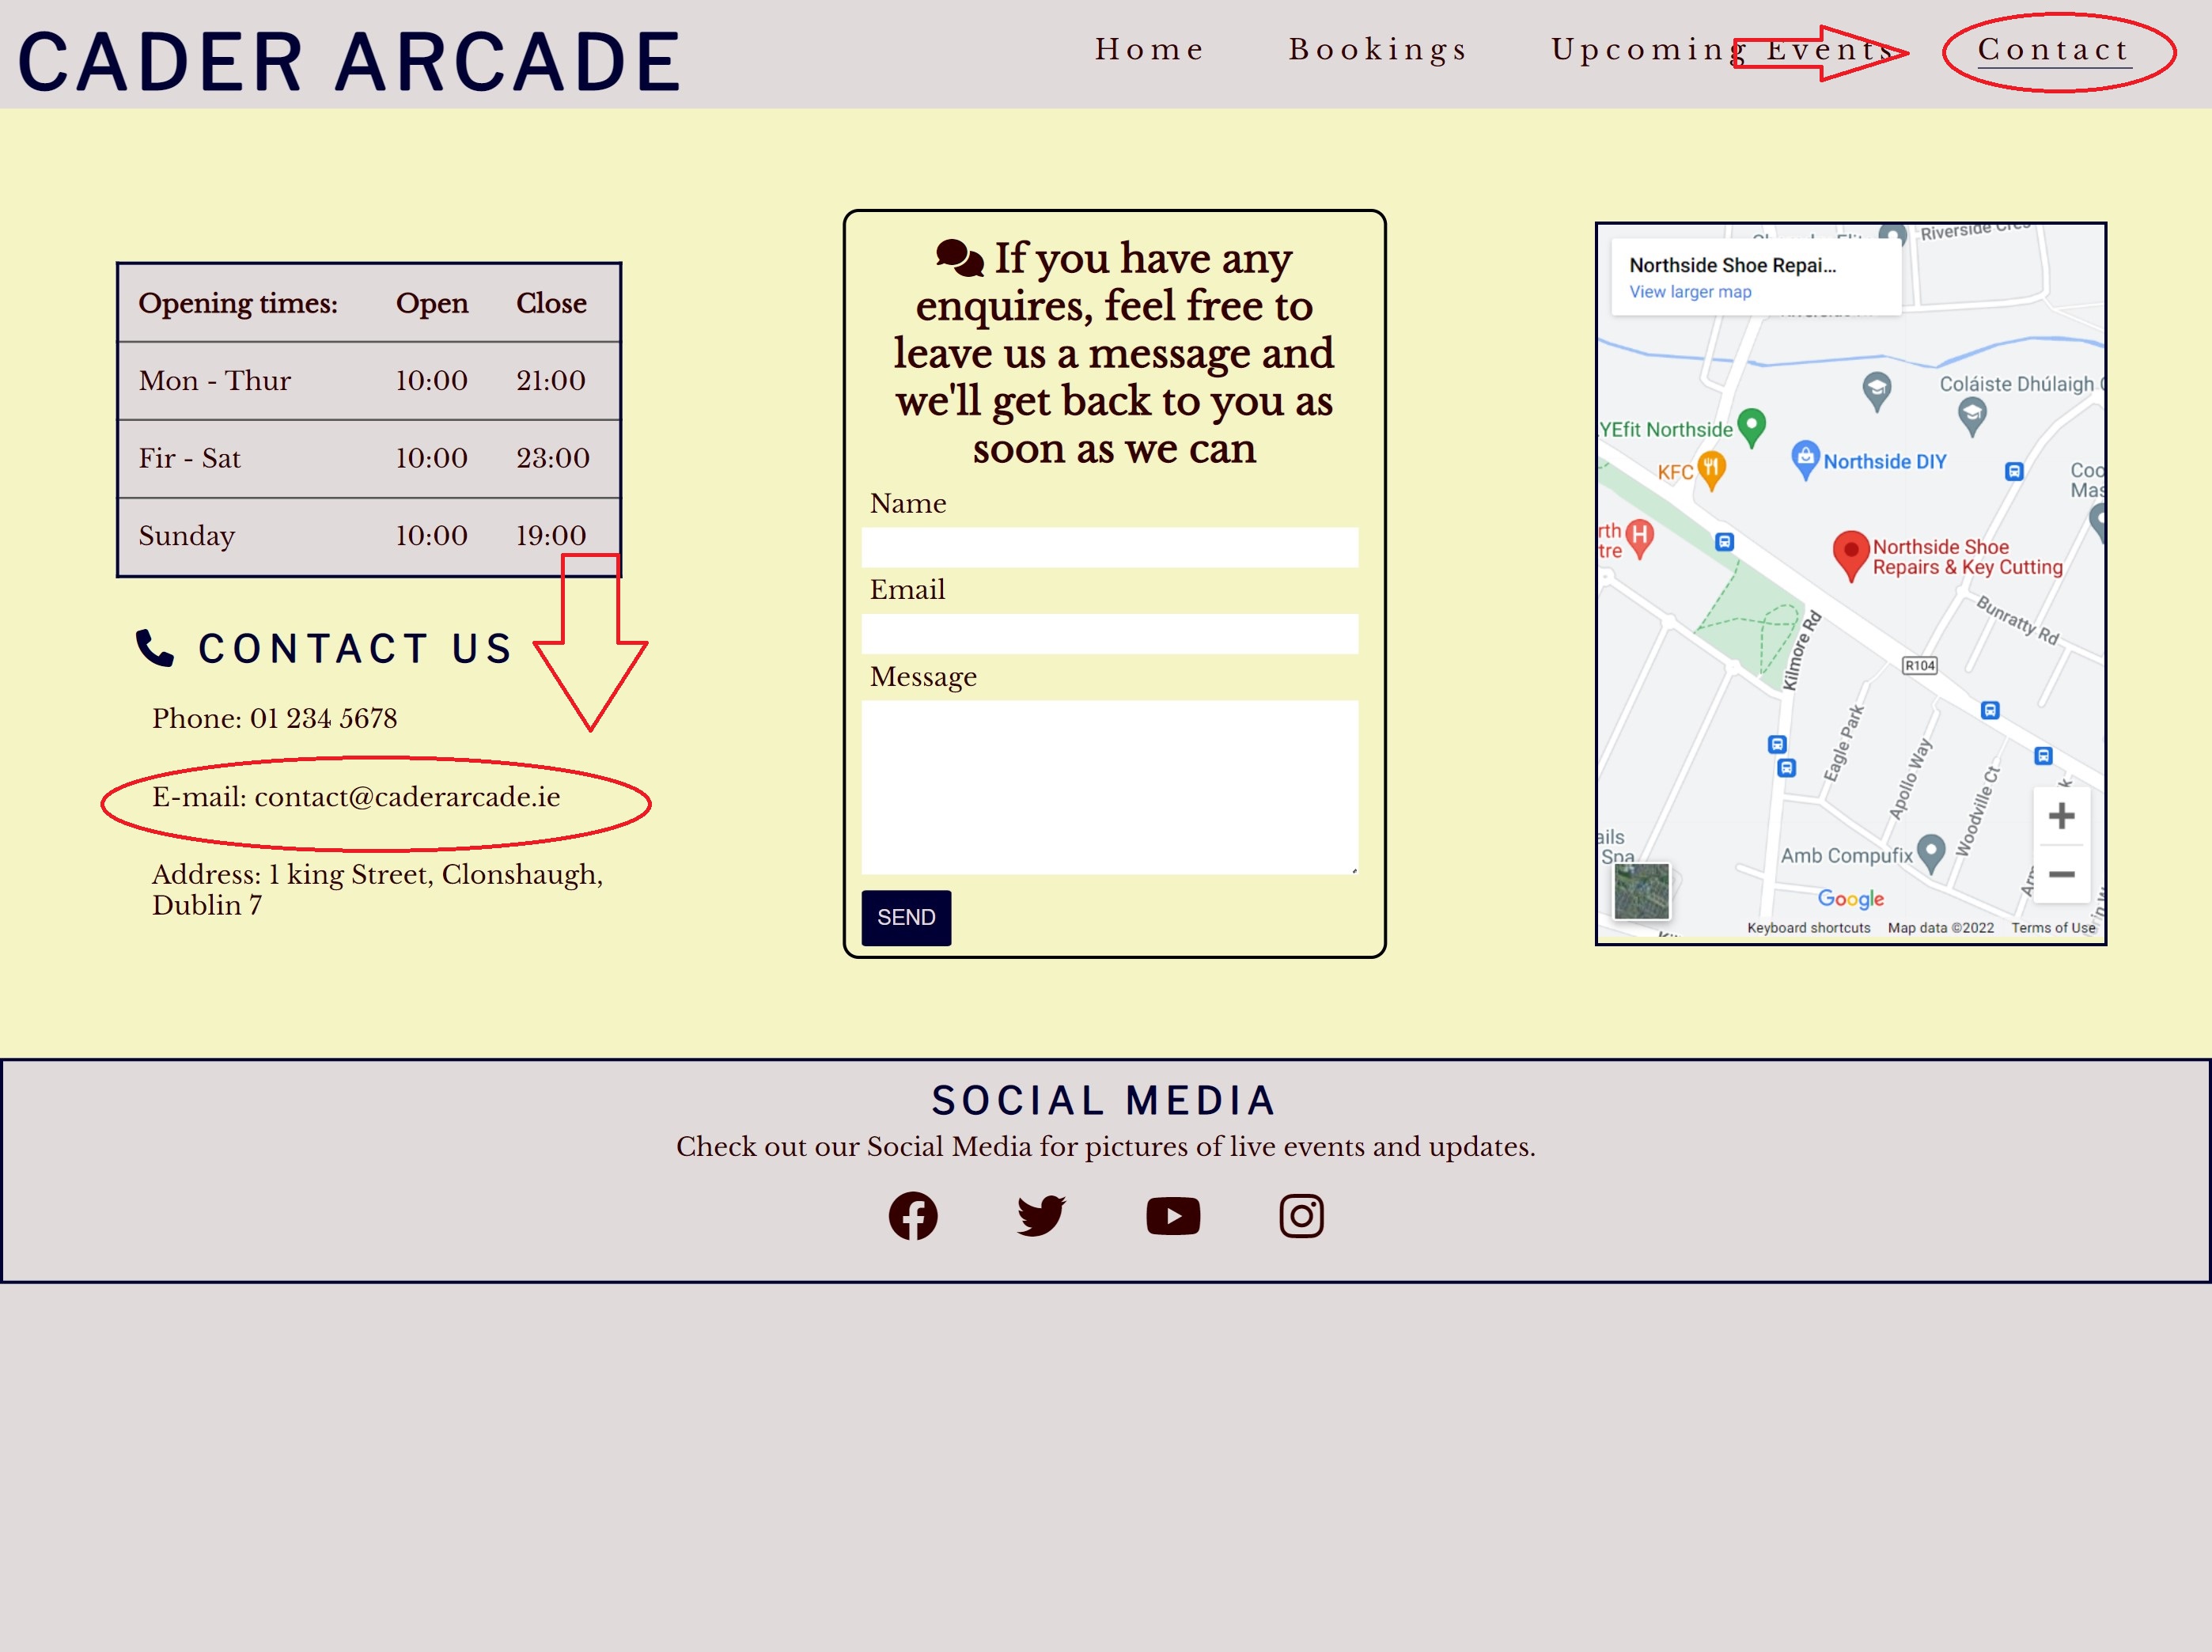 CADER ARCADE
Home Bookings Upcoming Events Contact
Opening times: Open Close
Mon - Thur 10:00 21:00
Fir - Sat 10:00 23:00
Sunday 10:00 19:00
CONTACT US
Phone: 01 234 5678
E-mail: contact@caderarcade.ie
Address: 1 king Street, Clonshaugh,
Dublin 7
If you have any
enquires, feel free to
leave us a message and
we'll get back to you as
soon as we can
Name
Email
Message
SEND
Riverside Cres
Northside Shoe Repai...
View larger map
Coláiste Dhúlaigh
YEfit Northside
KFC
Northside DIY
Coo
Mas
rth
tre
Northside Shoe
Repairs & Key Cutting
Bunratty Rd
Kilmore Rd
R104
Eagle Park
Apollo Way
Woodville Ct
ails
Spa
Amb Compufix
Google
Keyboard shortcuts Map data ©2022 Terms of Use
SOCIAL MEDIA
Check out our Social Media for pictures of live events and updates.